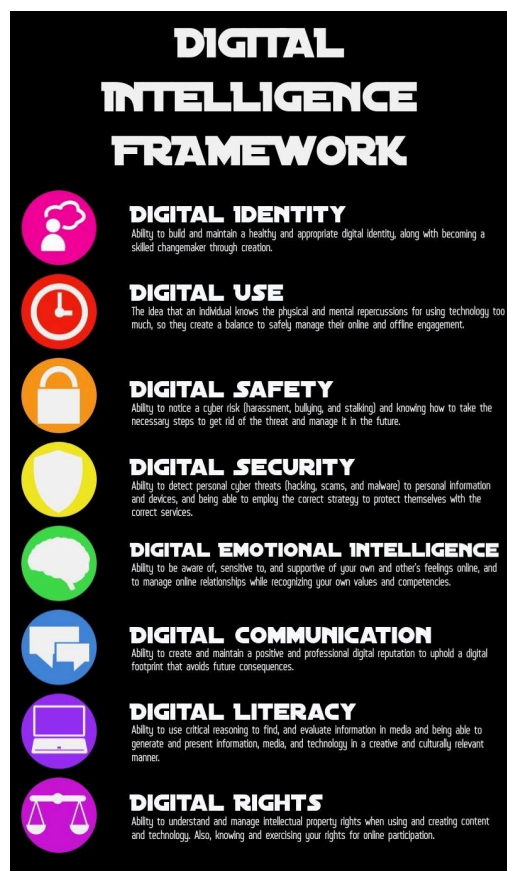 DIGITAL
INTELLIGENCE
FRAMEWORK
DIGITAL IDENTITY
Ability to build and maintain a healthy and appropriate digital identity, along with becoming a
skilled changemaker through creation.
DIGITAL USE
The idea that an individual knows the physical and mental repercussions for using technology too
much, so they create a balance to safely manage their online and offline engagement.
DIGITAL SAFETY
Ability to notice a cyber risk (harassment, bullying, and stalking) and knowing how to take the
necessary steps to get rid of the threat and manage it in the future.
DIGITAL SECURITY
Ability to detect personal cyber threats (hacking, scams, and malware) to personal information
and devices, and being able to employ the correct strategy to protect themselves with the
correct services.
DIGITAL EMOTIONAL INTELLIGENCE
Ability to be aware of, sensitive to, and supportive of your own and other's feelings online, and
to manage online relationships while recognizing your own values and competencies.
DIGITAL COMMUNICATION
Ability to create and maintain a positive and professional digital reputation to uphold a digital
footprint that avoids future consequences.
DIGITAL LITERACY
Ability to use critical reasoning to find, and evaluate information in media and being able to
generate and present information, media, and technology in a creative and culturally relevant
manner.
DIGITAL RIGHTS
Ability to understand and manage intellectual property rights when using and creating content
and technology. Also, knowing and exercising your rights for online participation.